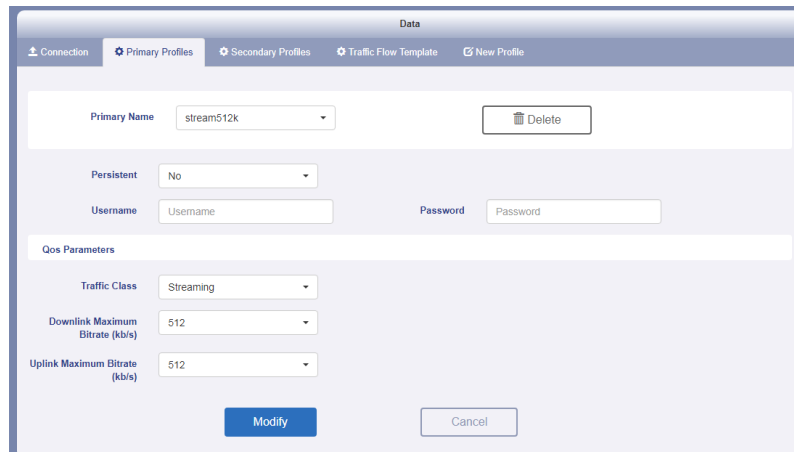 Data
Connection Primary Profiles Secondary Profiles Traffic Flow Template New Profile
Primary Name stream512k Delete
Persistent No
Username Username Password Password
Qos Parameters
Traffic Class Streaming
Downlink Maximum
Bitrate (kb/s) 512
Uplink Maximum Bitrate
(kb/s) 512
Modify Cancel